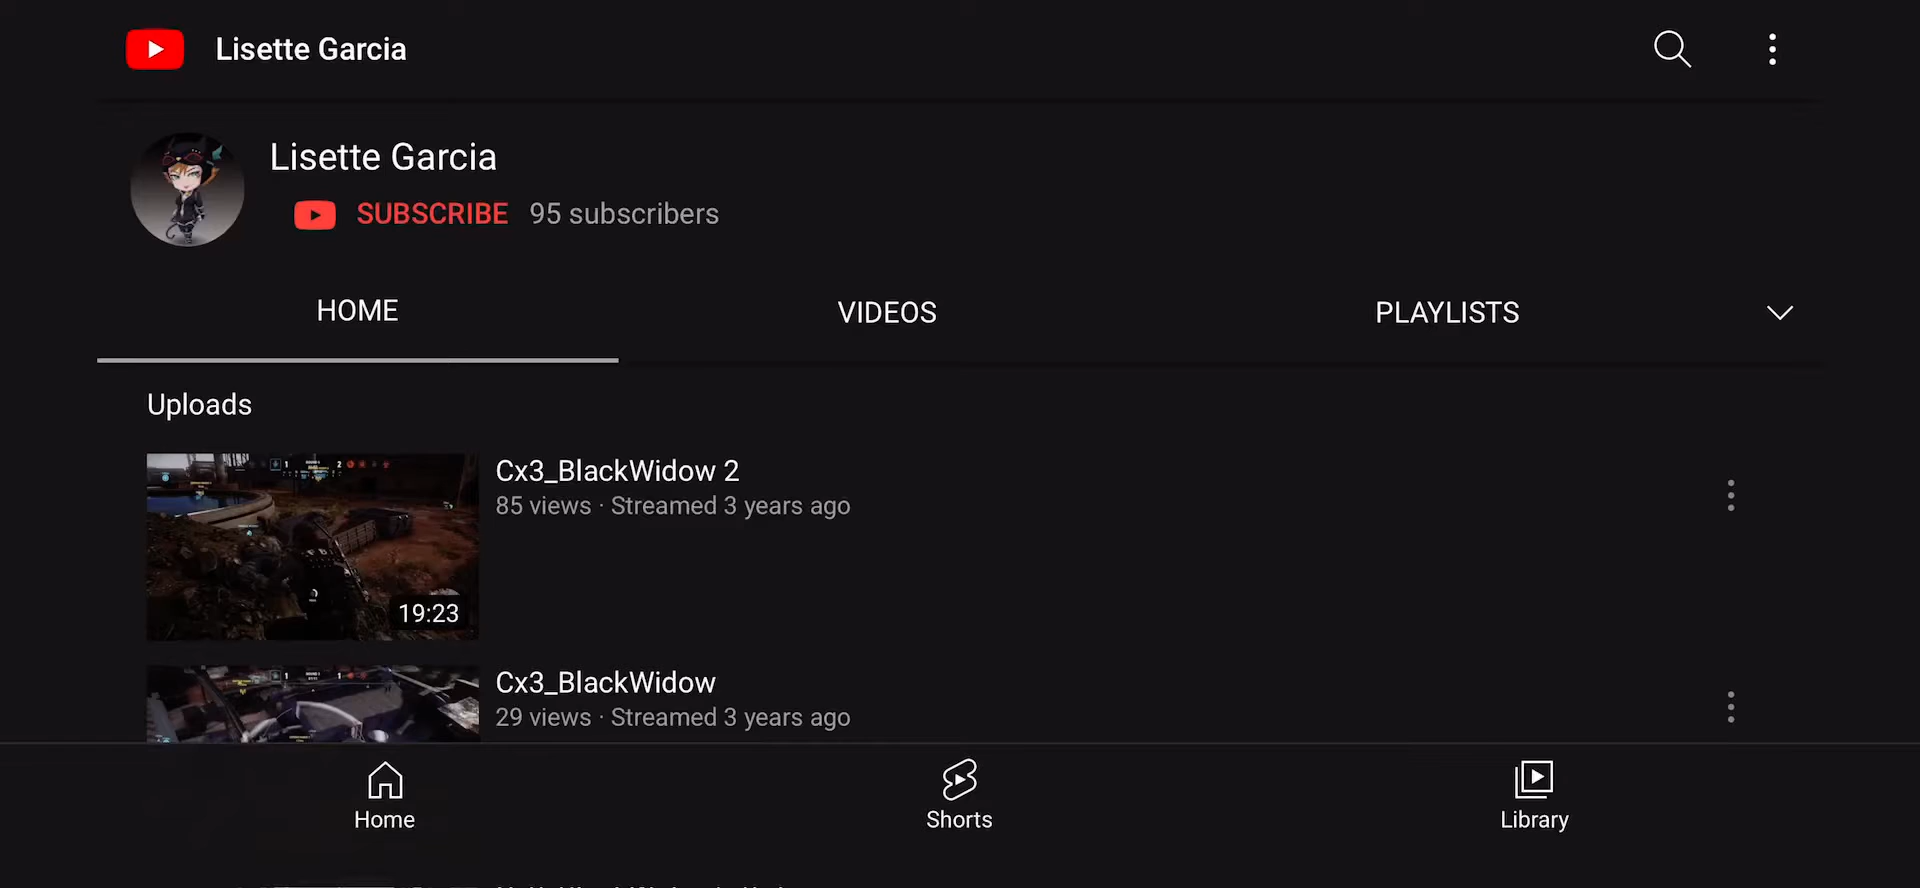 Lisette Garcia
Lisette Garcia
SUBSCRIBE 95 subscribers
HOME VIDEOS PLAYLISTS
Uploads
Cx3_BlackWidow 2
85 views · Streamed 3 years ago
19:23
Cx3_BlackWidow
29 views · Streamed 3 years ago
Home Shorts Library